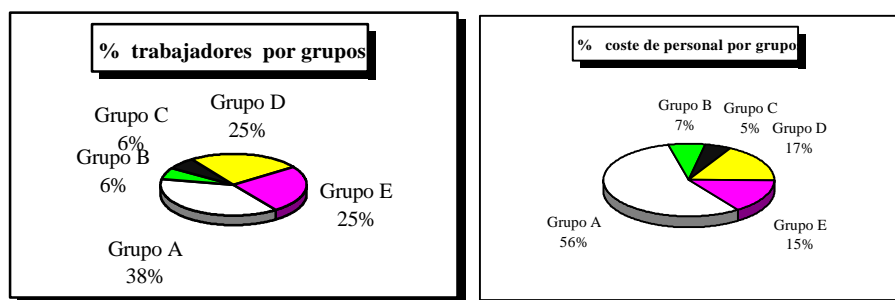 % trabajadores por grupos
Grupo D
25%
Grupo C
6%
Grupo B
6%
Grupo E
25%
Grupo A
38%
% coste de personal por grupo
Grupo B
7%
Grupo C
5%
Grupo D
17%
Grupo A
56%
Grupo E
15%